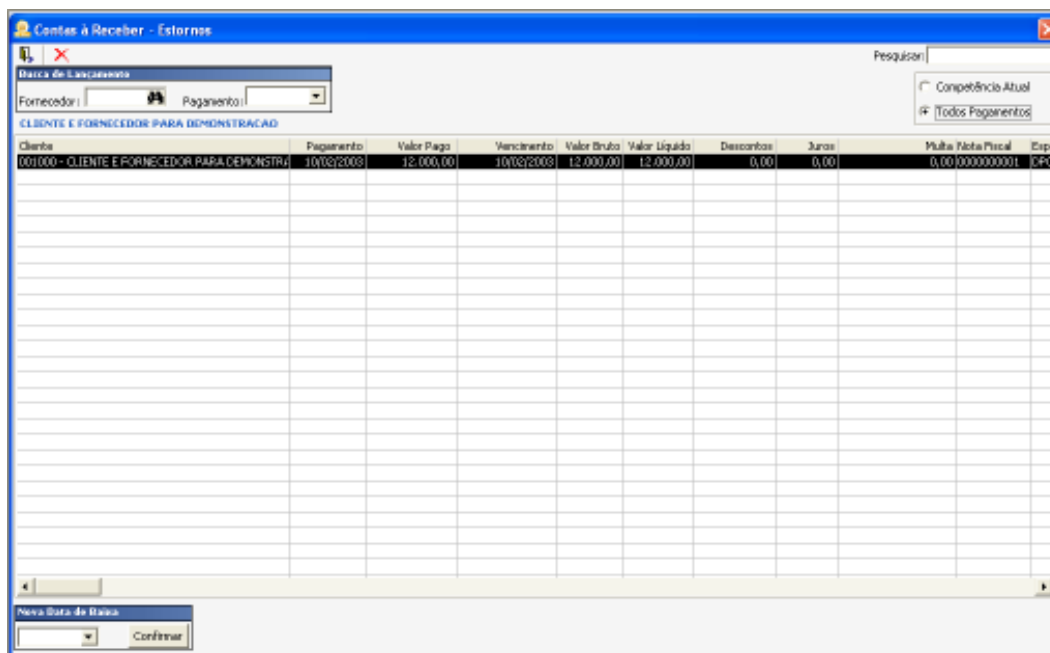 Contas à Receber - Estornos
Pesquisar:
Busca de Lançamento
Fornecedor: Pagamento:
Competência Atual
Todos Pagamentos
CLIENTE E FORNECEDOR PARA DEMONSTRACAO
Cliente Pagamento Valor Pago Vencimento Valor Bruto Valor Líquido Descontos Juros Multa Nota Fiscal Esp
001000 - CLIENTE E FORNECEDOR PARA DEMONSTRA 10/02/2003 12.000,00 10/02/2003 12.000,00 12.000,00 0,00 0,00 0,00 0000000001
Nova Data de Baixa
Confirmar